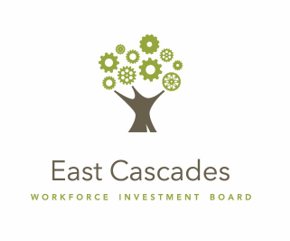 East Cascades
WORKFORCE INVESTMENT BOARD